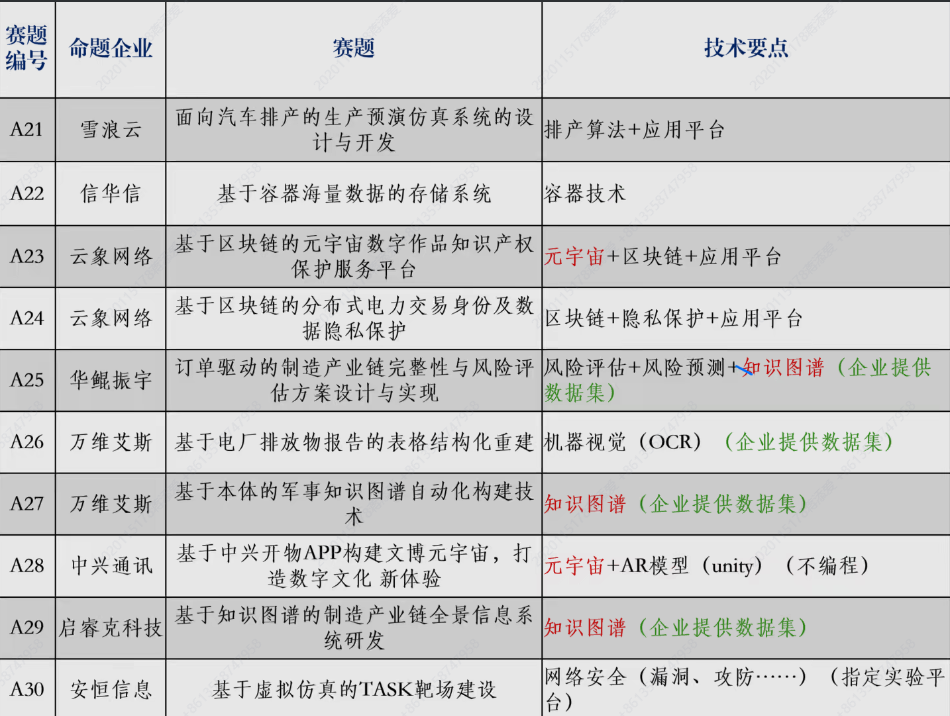 赛题
编号
命题企业
赛题
技术要点
A21
雪浪云
面向汽车排产的生产预演仿真系统的设
计与开发
排产算法+应用平台
A22
信华信
基于容器海量数据的存储系统
容器技术
A23
云象网络
基于区块链的元宇宙数字作品知识产权
保护服务平台
元宇宙+区块链+应用平台
A24
云象网络
基于区块链的分布式电力交易身份及数
据隐私保护
区块链+隐私保护+应用平台
A25
华鲲振宇
订单驱动的制造产业链完整性与风险评
估方案设计与实现
风险评估+风险预测+知识图谱（企业提供
数据集）
A26
万维艾斯
基于电厂排放物报告的表格结构化重建
机器视觉（OCR）（企业提供数据集）
A27
万维艾斯
基于本体的军事知识图谱自动化构建技
术
知识图谱（企业提供数据集）
A28
中兴通讯
基于中兴开物APP构建文博元宇宙，打
造数字文化 新体验
元宇宙+AR模型（unity）（不编程）
A29
启睿克科技
基于知识图谱的制造产业链全景信息系
统研发
知识图谱（企业提供数据集）
A30
安恒信息
基于虚拟仿真的TASK靶场建设
网络安全（漏洞、攻防……）（指定实验平
台）